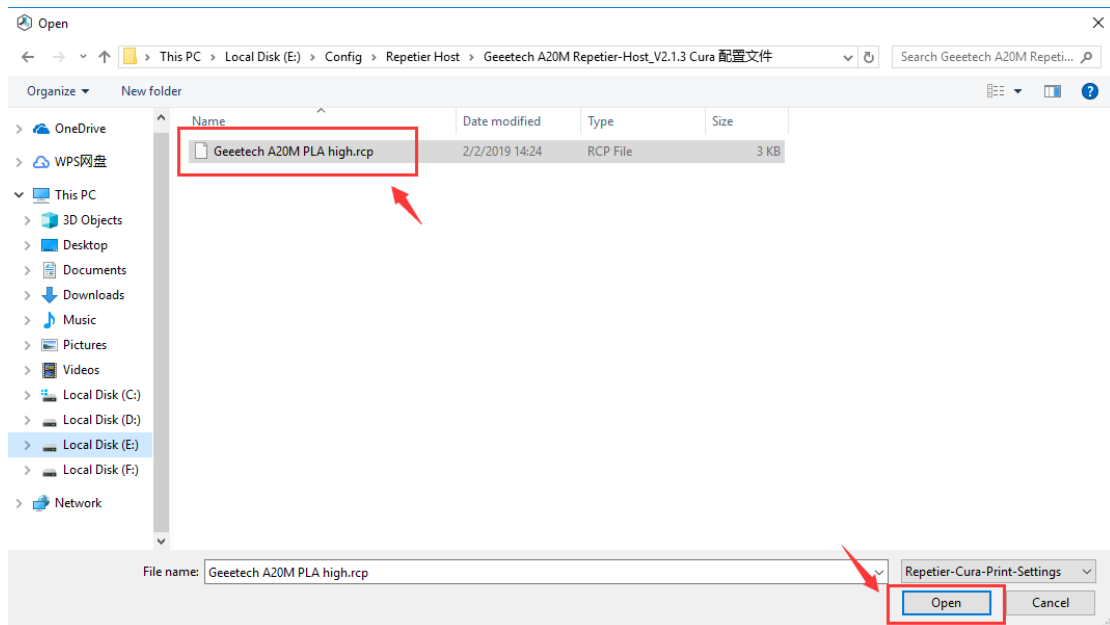 Open
This PC > Local Disk (E:) > Config > Repetier Host > Geeetech A20M Repetier-Host_V2.1.3 Cura 配置文件
Search Geeetech A20M Repeti...
Organize
New folder
Name Date modified Type Size
Geeetech A20M PLA high.rcp 2/2/2019 14:24 RCP File 3 KB
OneDrive
WPS网盘
This PC
3D Objects
Desktop
Documents
Downloads
Music
Pictures
Videos
Local Disk (C:)
Local Disk (D:)
Local Disk (E:)
Local Disk (F:)
Network
File name: Geeetech A20M PLA high.rcp
Repetier-Cura-Print-Settings
Open
Cancel